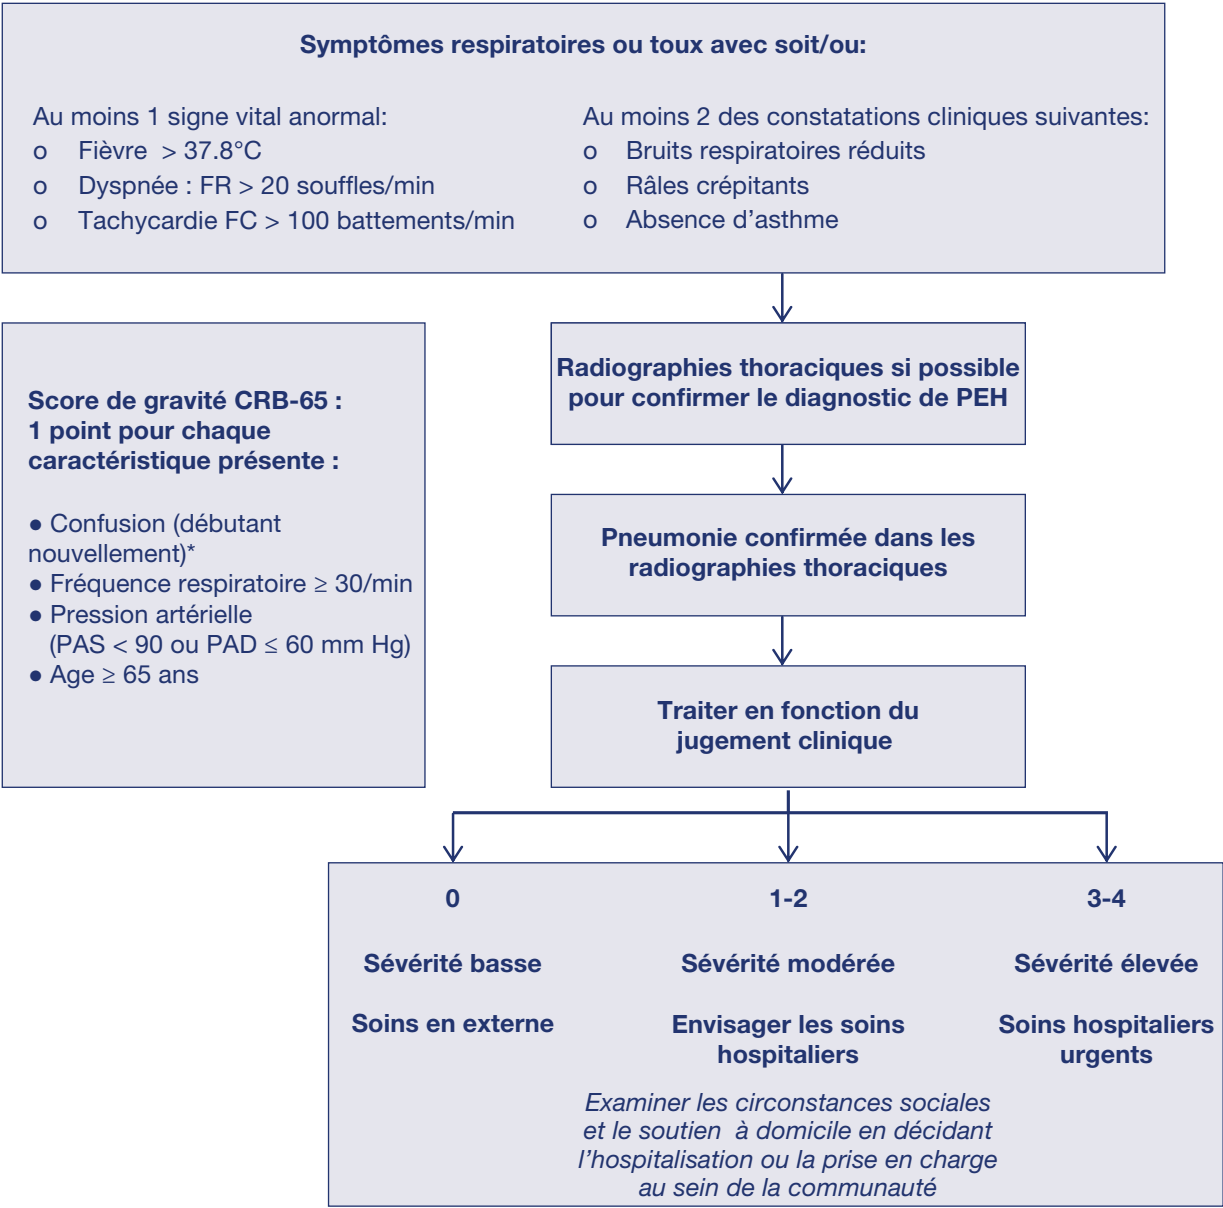 Symptômes respiratoires ou toux avec soit/ou:
Au moins 1 signe vital anormal:
o Fièvre > 37.8°C
o Dyspnée : FR > 20 souffles/min
o Tachycardie FC > 100 battements/min
Au moins 2 des constatations cliniques suivantes:
o Bruits respiratoires réduits
o Râles crépitants
o Absence d'asthme
Score de gravité CRB-65 :
1 point pour chaque
caractéristique présente :
● Confusion (débutant
nouvellement)*
● Fréquence respiratoire ≥ 30/min
● Pression artérielle
(PAS < 90 ou PAD ≤ 60 mm Hg)
● Age ≥ 65 ans
Radiographies thoraciques si possible
pour confirmer le diagnostic de PEH
Pneumonie confirmée dans les
radiographies thoraciques
Traiter en fonction du
jugement clinique
0
Sévérité basse
Soins en externe
1-2
Sévérité modérée
Envisager les soins
hospitaliers
Examiner les circonstances sociales
et le soutien à domicile en décidant
l'hospitalisation ou la prise en charge
au sein de la communauté
3-4
Sévérité élevée
Soins hospitaliers
urgents